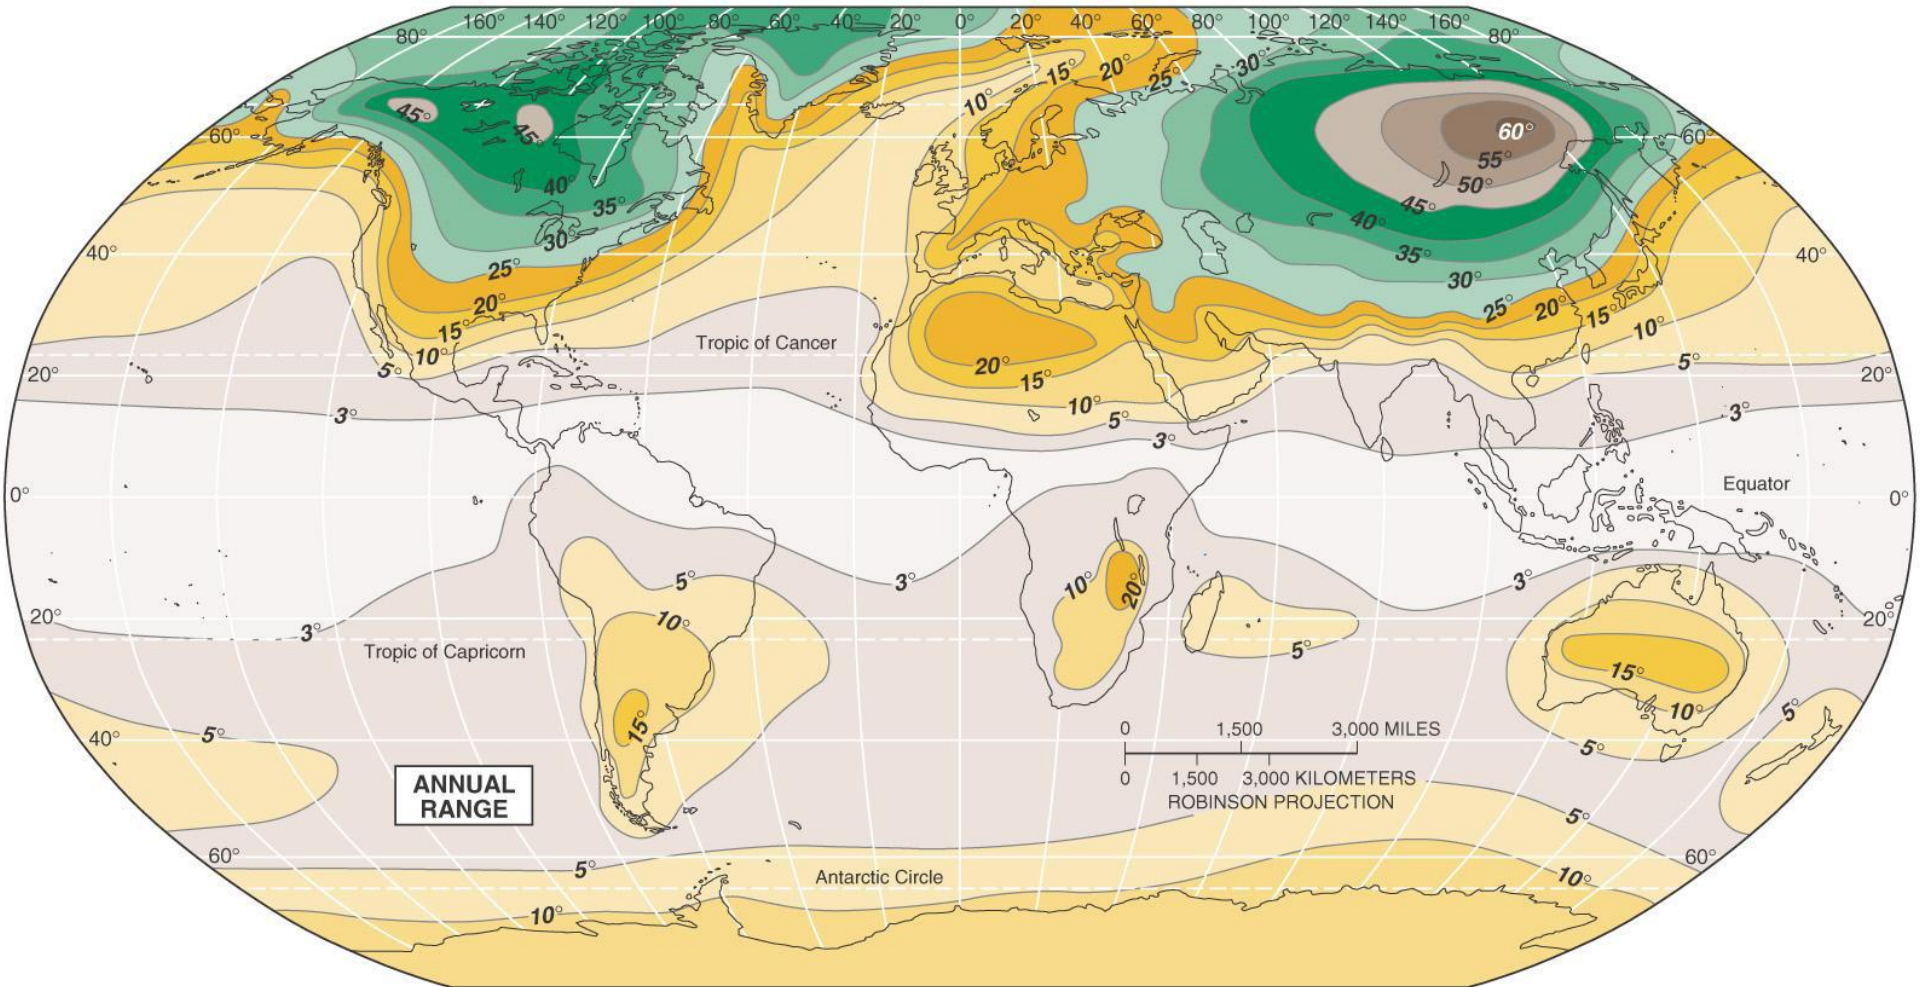 160° 140° 120° 100° 80° 60° 40° 20° 0° 20° 40° 60° 80° 100° 120° 140° 160°
80° 80°
30°
15° 20° 25°
10°
45° 45°
60° 60° 60°
55°
50°
40° 45°
35° 40°
30° 35°
40° 40°
25° 30°
20° 25° 20° 15°
15° 10°
Tropic of Cancer
10° 5°
5° 20° 15°
20° 20°
10°
3° 5° 3°
3°
Equator
0° 0°
5° 3° 10° 20° 3°
20° 10° 20°
3°
Tropic of Capricorn
5° 15°
15° 10° 5°
0 1,500 3,000 MILES
40° 5° 5°
0 1,500 3,000 KILOMETERS
ROBINSON PROJECTION
ANNUAL
RANGE
5°
60° 60°
5°
Antarctic Circle
10°
10°